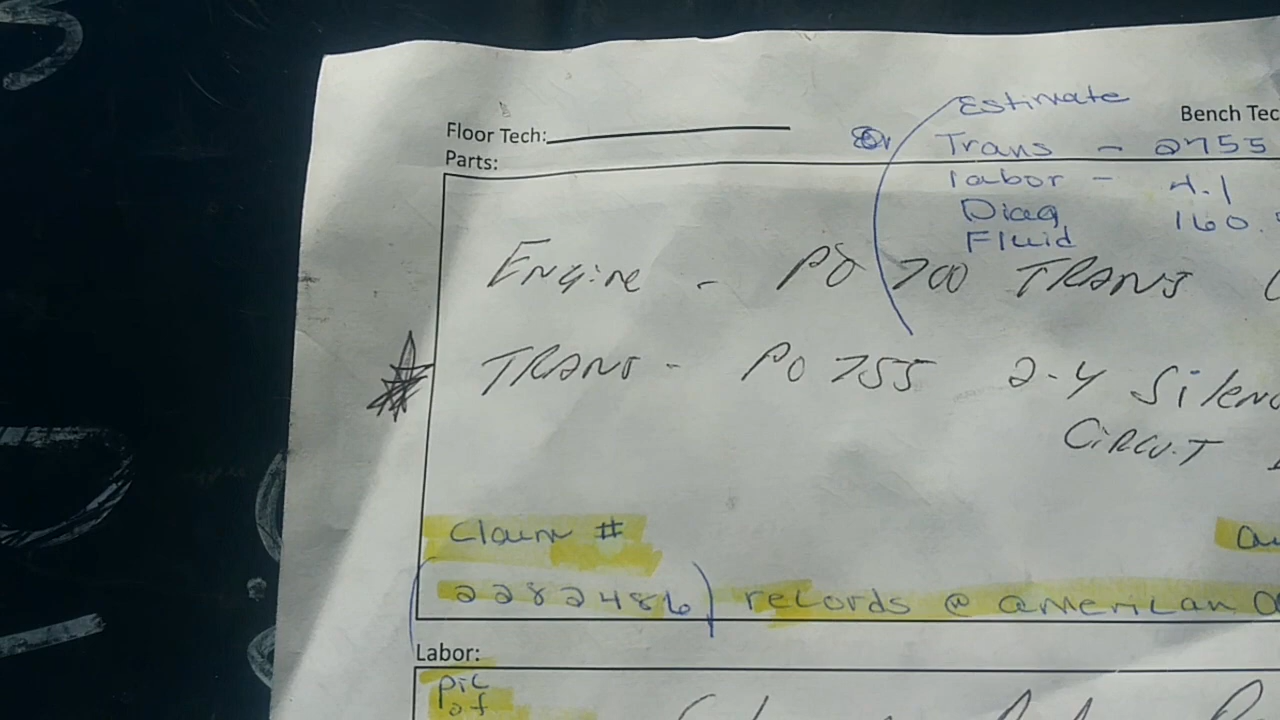 Estimate
Bench Tec
Floor Tech:
Trans - 2755
Parts:
labor - 4.1
Diag 160.
Fluid
Engine - P0700 TRANS
TRANS - P0755 2-4 Silen
CIRCUIT
Claim #
2282486 records @ american
Labor:
pic
of